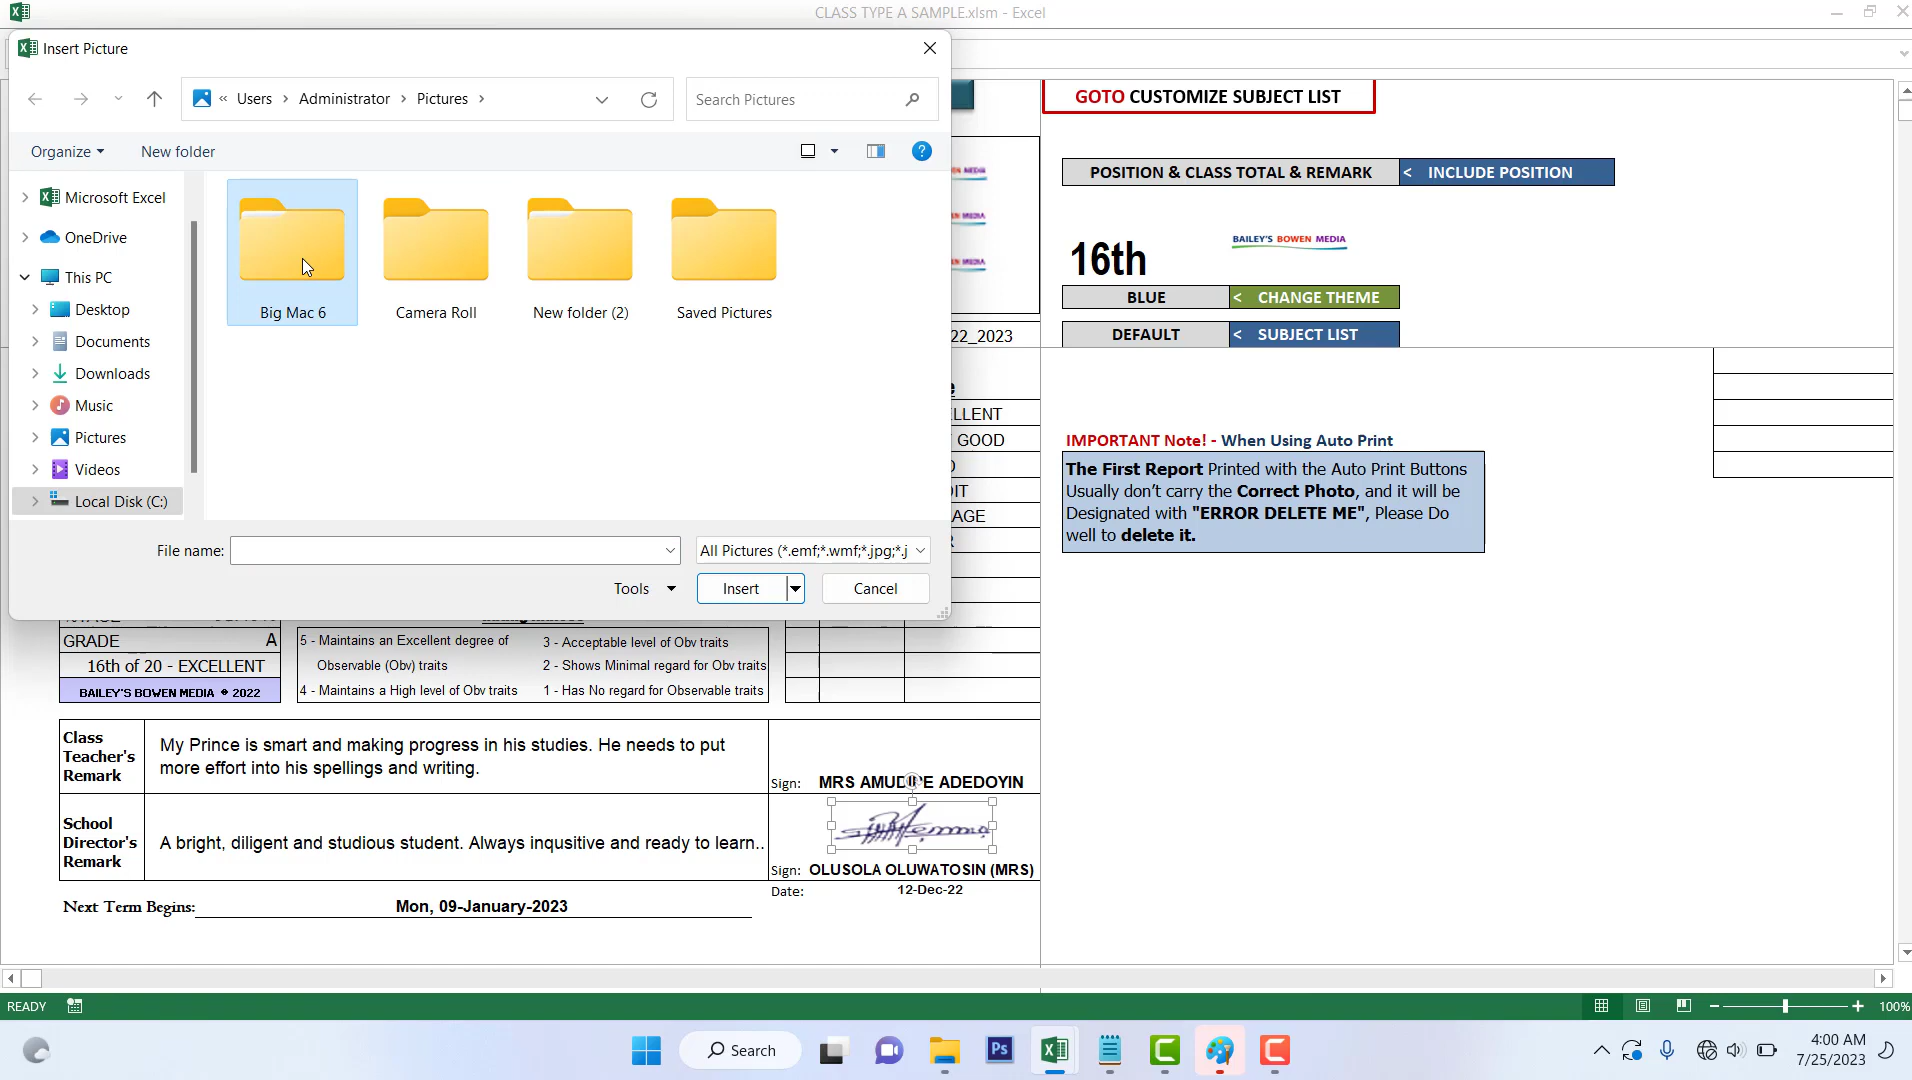 CLASS TYPE A SAMPLE.xlsm - Excel
Insert Picture
« Users > Administrator > Pictures >
Search Pictures
Organize
New folder
Microsoft Excel
OneDrive
This PC
Desktop
Documents
Downloads
Music
Pictures
Videos
Local Disk (C:)
Big Mac 6
Camera Roll
New folder (2)
Saved Pictures
File name:
All Pictures (*.emf;*.wmf;*.jpg;*.j
Tools
Insert
Cancel
GOTO CUSTOMIZE SUBJECT LIST
POSITION & CLASS TOTAL & REMARK
< INCLUDE POSITION
16th
BAILEY'S BOWEN MEDIA
BLUE
< CHANGE THEME
DEFAULT
< SUBJECT LIST
22_2023
LLENT
GOOD
IT
AGE
IMPORTANT Note! - When Using Auto Print
The First Report Printed with the Auto Print Buttons
Usually don't carry the Correct Photo, and it will be
Designated with "ERROR DELETE ME", Please Do
well to delete it.
GRADE A
16th of 20 - EXCELLENT
BAILEY'S BOWEN MEDIA ⌖ 2022
5 - Maintains an Excellent degree of
Observable (Obv) traits
4 - Maintains a High level of Obv traits
3 - Acceptable level of Obv traits
2 - Shows Minimal regard for Obv traits
1 - Has No regard for Observable traits
Class
Teacher's
Remark
My Prince is smart and making progress in his studies. He needs to put
more effort into his spellings and writing.
Sign: MRS AMUDIPE ADEDOYIN
School
Director's
Remark
A bright, diligent and studious student. Always inqusitive and ready to learn..
Sign: OLUSOLA OLUWATOSIN (MRS)
Date: 12-Dec-22
Next Term Begins: Mon, 09-January-2023
READY
100%
Search
4:00 AM
7/25/2023